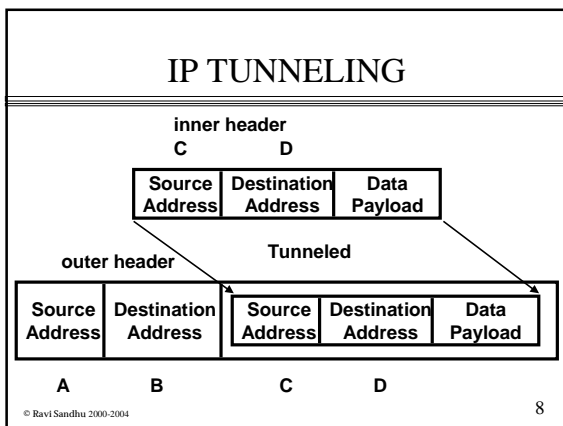 IP TUNNELING
inner header
C D
Source Destination Data
Address Address Payload
Tunneled
outer header
Source Destination Source Destination Data
Address Address Address Address Payload
A B C D
© Ravi Sandhu 2000-2004 8